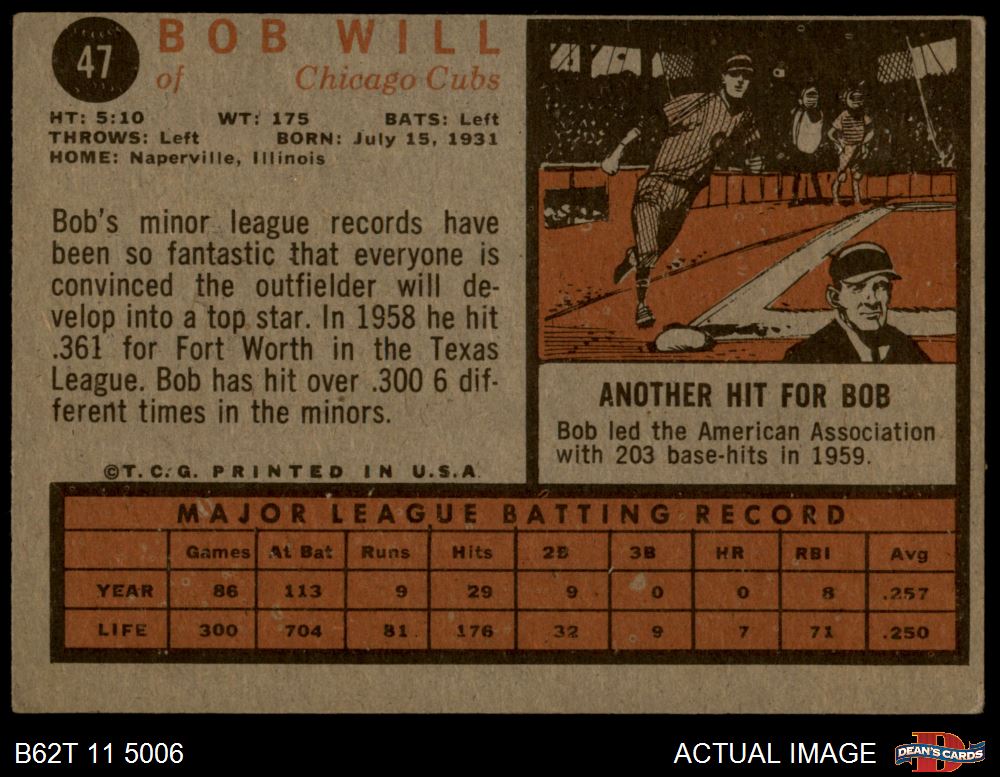 47
BOB WILL
of Chicago Cubs
HT: 5:10 WT: 175 BATS: Left
THROWS: Left BORN: July 15, 1931
HOME: Naperville, Illinois
Bob's minor league records have
been so fantastic that everyone is
convinced the outfielder will de-
velop into a top star. In 1958 he hit
.361 for Fort Worth in the Texas
League. Bob has hit over .300 6 dif-
ferent times in the minors.
©T.C.G. PRINTED IN U.S.A.
ANOTHER HIT FOR BOB
Bob led the American Association
with 203 base-hits in 1959.
MAJOR LEAGUE BATTING RECORD
Games At Bat Runs Hits 2B 3B HR RBI Avg
YEAR 86 113 9 29 9 0 0 8 .257
LIFE 300 704 81 176 32 9 7 71 .250
B62T 11 5006
ACTUAL IMAGE
D
DEAN'S CARDS